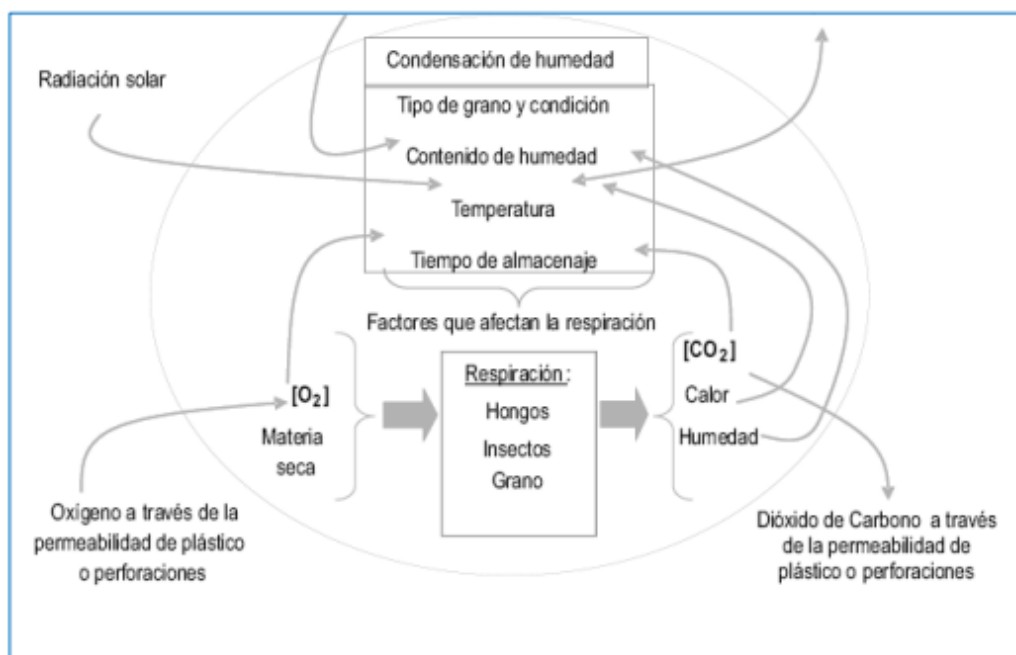 Condensación de humedad
Radiación solar
Tipo de grano y condición
Contenido de humedad
Temperatura
Tiempo de almacenaje
Factores que afectan la respiración
[O₂]
Materia
seca
Respiración :
Hongos
Insectos
Grano
[CO₂]
Calor
Humedad
Oxígeno a través de la
permeabilidad de plástico
o perforaciones
Dióxido de Carbono a través
de la permeabilidad de
plástico o perforaciones